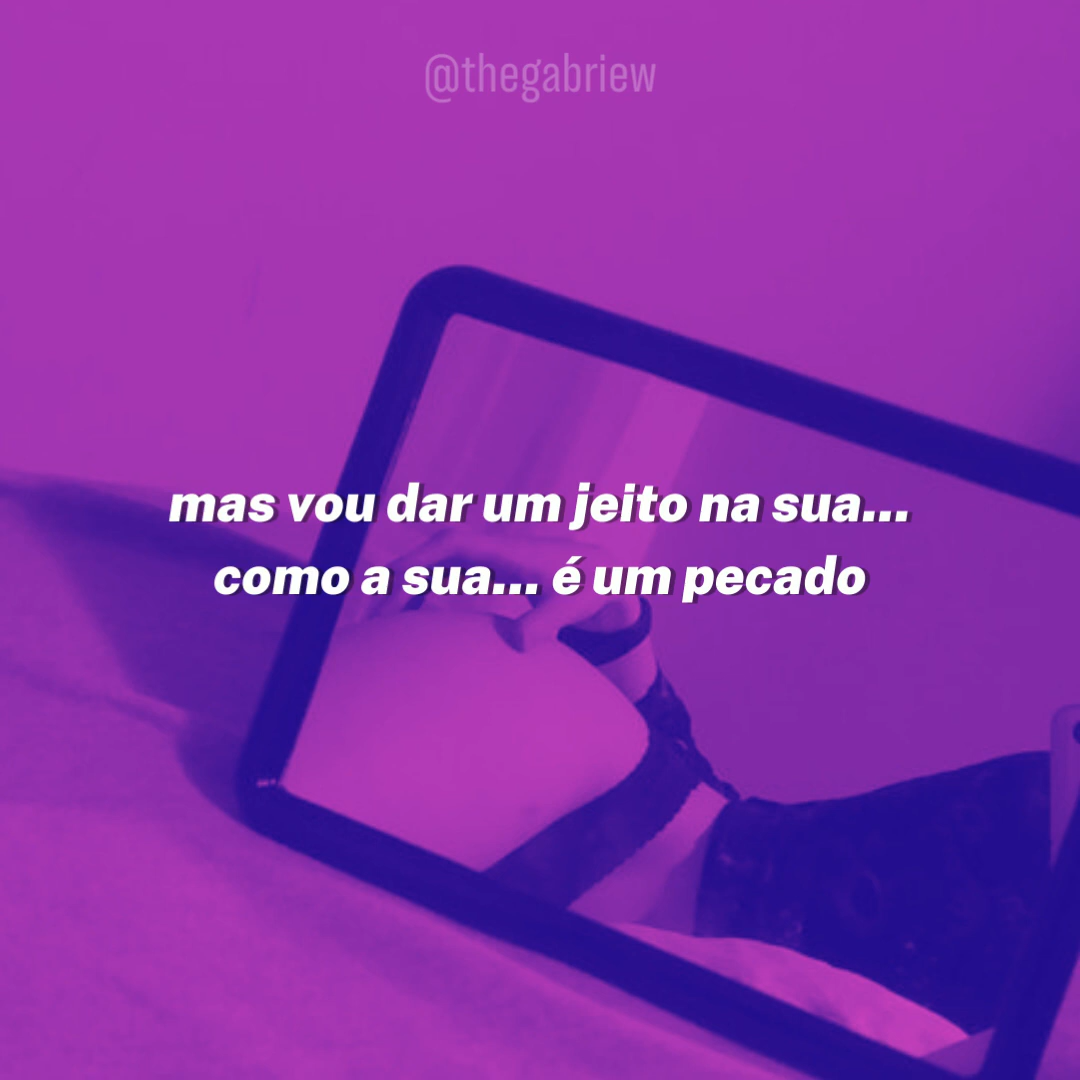 @thegabriew
mas vou dar um jeito na sua...
como a sua... é um pecado